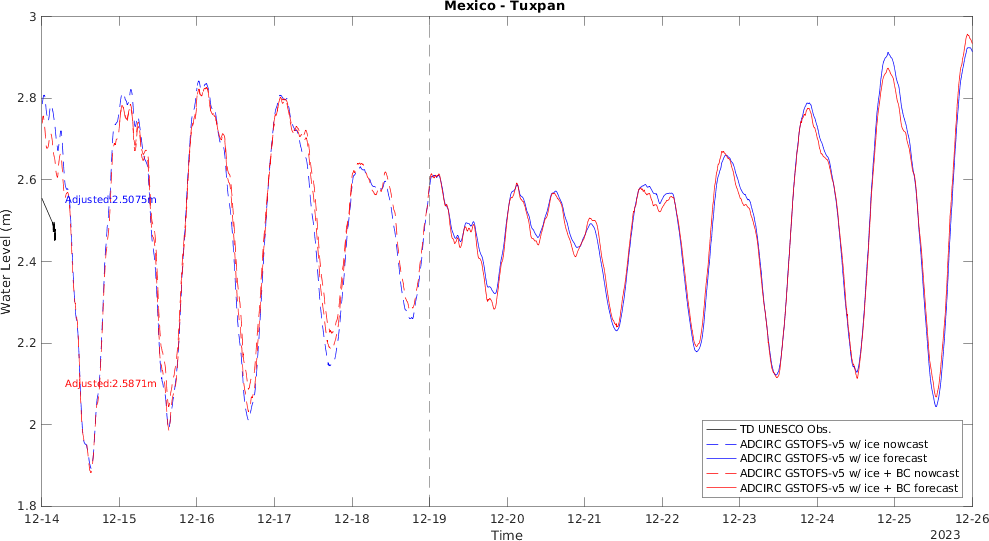 Mexico - Tuxpan
3
2.8
2.6
2.4
2.2
2
1.8
Water Level (m)
Adjusted:2.5075m
Adjusted:2.5871m
TD UNESCO Obs.
ADCIRC GSTOFS-v5 w/ ice nowcast
ADCIRC GSTOFS-v5 w/ ice forecast
ADCIRC GSTOFS-v5 w/ ice + BC nowcast
ADCIRC GSTOFS-v5 w/ ice + BC forecast
12-14 12-15 12-16 12-17 12-18 12-19 12-20 12-21 12-22 12-23 12-24 12-25 12-26
Time
2023